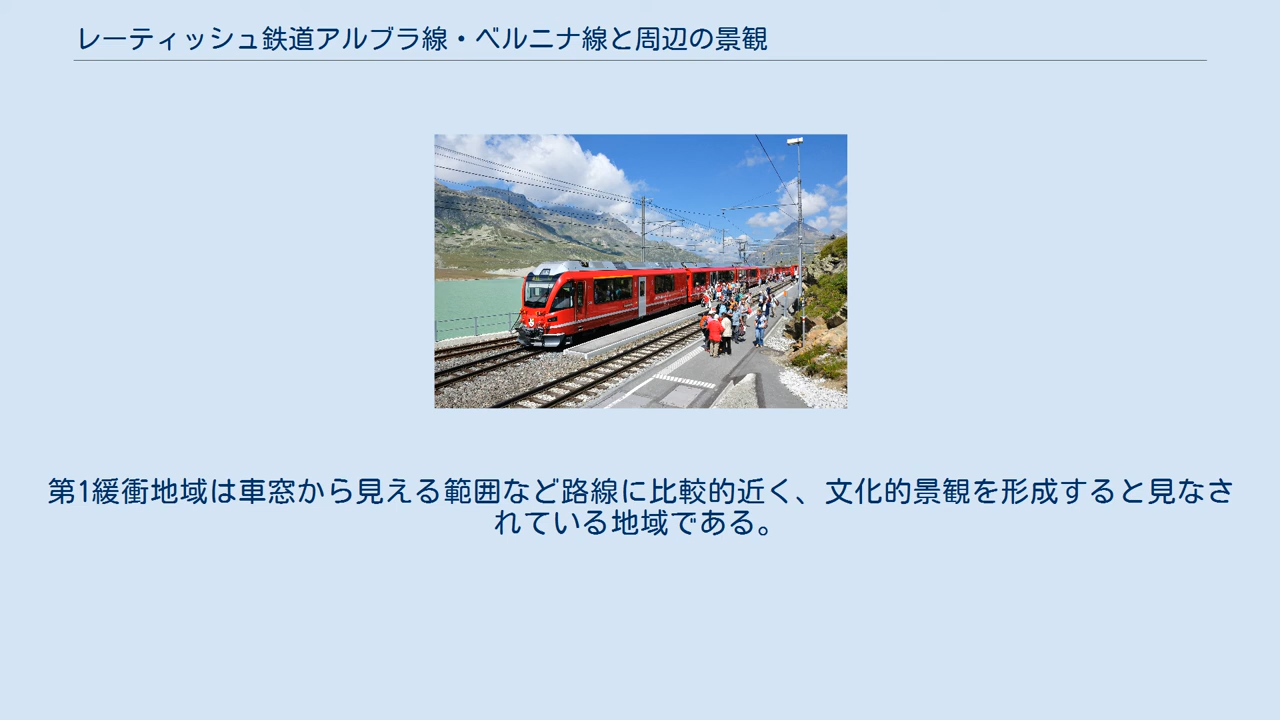 レーティッシュ鉄道アルブラ線・ベルニナ線と周辺の景観
第1緩衝地域は車窓から見える範囲など路線に比較的近く、文化的景観を形成すると見なさ
れている地域である。